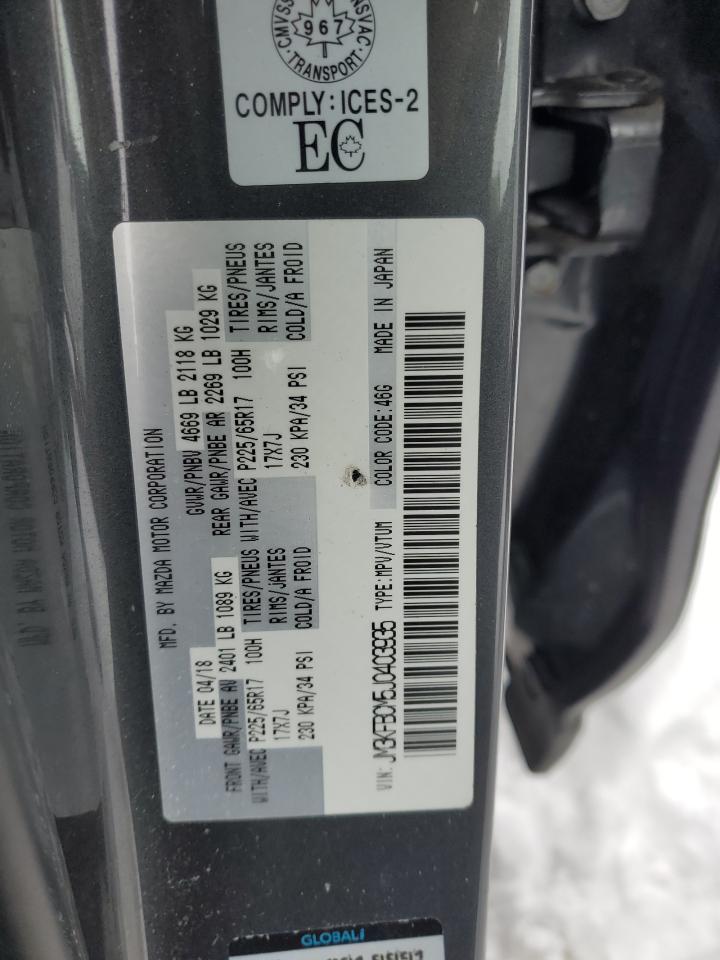 CMVSS
NSVAC
967
TRANSPORT
COMPLY:ICES-2
EC
MFD. BY MAZDA MOTOR CORPORATION
DATE 04/18 GVWR/PNBV 4669 LB 2118 KG
FRONT GAWR/PNBE AV 2401 LB 1089 KG REAR GAWR/PNBE AR 2269 LB 1029 KG
WITH/AVEC P225/65R17 100H TIRES/PNEUS WITH/AVEC P225/65R17 100H TIRES/PNEUS
17X7J RIMS/JANTES 17X7J RIMS/JANTES
230 KPA/34 PSI COLD/A FROID 230 KPA/34 PSI COLD/A FROID
VIN: JM3KFBCM5J0403935 TYPE:MPV/VTUM COLOR CODE:46G MADE IN JAPAN
GLOBALi